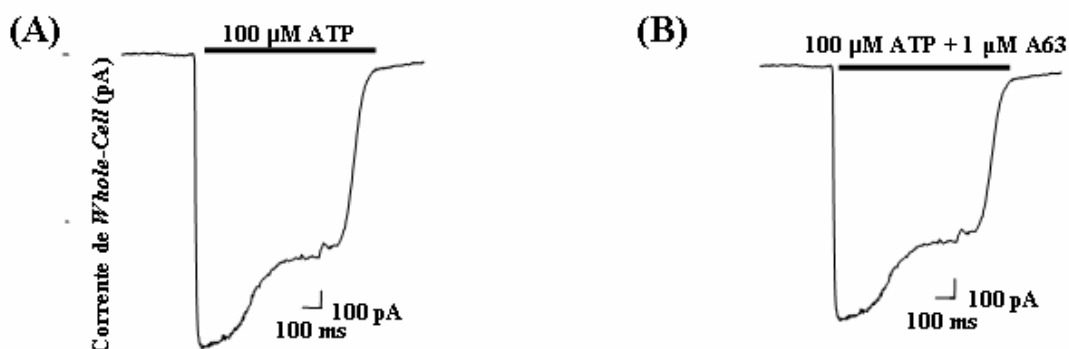 (A)
100 µM ATP
Corrente de Whole-Cell (pA)
100 pA
100 ms
(B)
100 µM ATP + 1 µM A63
100 pA
100 ms